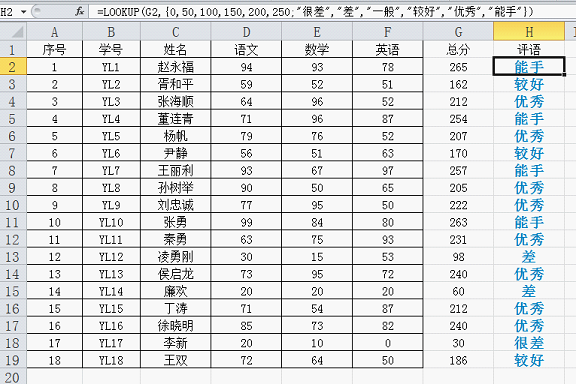 H2 fx =LOOKUP(G2,{0,50,100,150,200,250;"很差","差","一般","较好","优秀","能手"})
A B C D E F G H
1 序号 学号 姓名 语文 数学 英语 总分 评语
2 1 YL1 赵永福 94 93 78 265 能手
3 2 YL2 胥和平 59 52 51 162 较好
4 3 YL3 张海顺 64 96 52 212 优秀
5 4 YL4 董连青 71 96 87 254 能手
6 5 YL5 杨帆 79 76 52 207 优秀
7 6 YL6 尹静 56 51 63 170 较好
8 7 YL7 王丽利 93 67 97 257 能手
9 8 YL8 孙树举 90 50 65 205 优秀
10 9 YL9 刘忠诚 77 95 50 222 优秀
11 10 YL10 张勇 99 84 80 263 能手
12 11 YL11 秦勇 63 75 93 231 优秀
13 12 YL12 凌勇刚 30 15 53 98 差
14 13 YL13 侯启龙 73 95 72 240 优秀
15 14 YL14 廉欢 20 20 20 60 差
16 15 YL15 丁涛 71 54 87 212 优秀
17 16 YL16 徐晓明 85 73 82 240 优秀
18 17 YL17 李新 20 10 0 30 很差
19 18 YL18 王双 72 64 50 186 较好
20